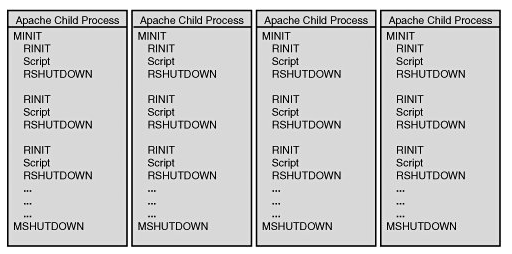 Apache Child Process
MINIT
RINIT
Script
RSHUTDOWN
RINIT
Script
RSHUTDOWN
RINIT
Script
RSHUTDOWN
...
...
...
MSHUTDOWN
Apache Child Process
MINIT
RINIT
Script
RSHUTDOWN
RINIT
Script
RSHUTDOWN
RINIT
Script
RSHUTDOWN
...
...
...
MSHUTDOWN
Apache Child Process
MINIT
RINIT
Script
RSHUTDOWN
RINIT
Script
RSHUTDOWN
RINIT
Script
RSHUTDOWN
...
...
...
MSHUTDOWN
Apache Child Process
MINIT
RINIT
Script
RSHUTDOWN
RINIT
Script
RSHUTDOWN
RINIT
Script
RSHUTDOWN
...
...
...
MSHUTDOWN